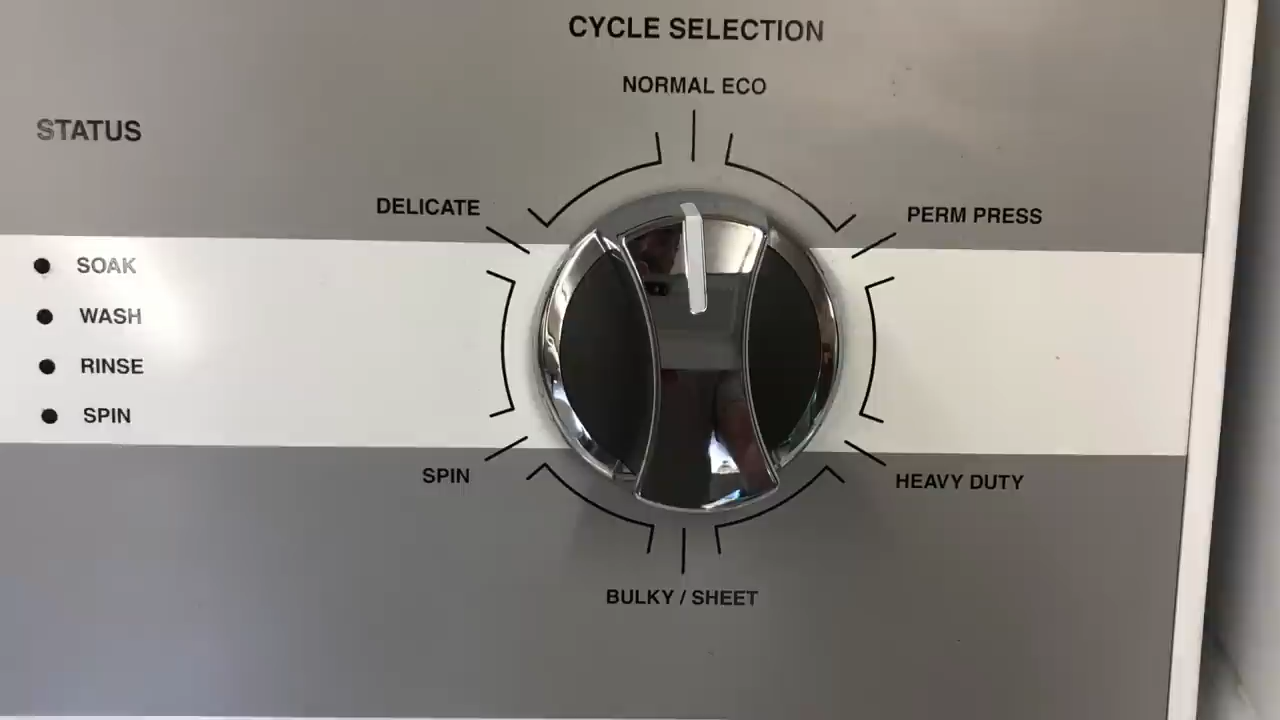 CYCLE SELECTION
NORMAL ECO
STATUS
DELICATE
PERM PRESS
SOAK
WASH
RINSE
SPIN
SPIN
HEAVY DUTY
BULKY / SHEET